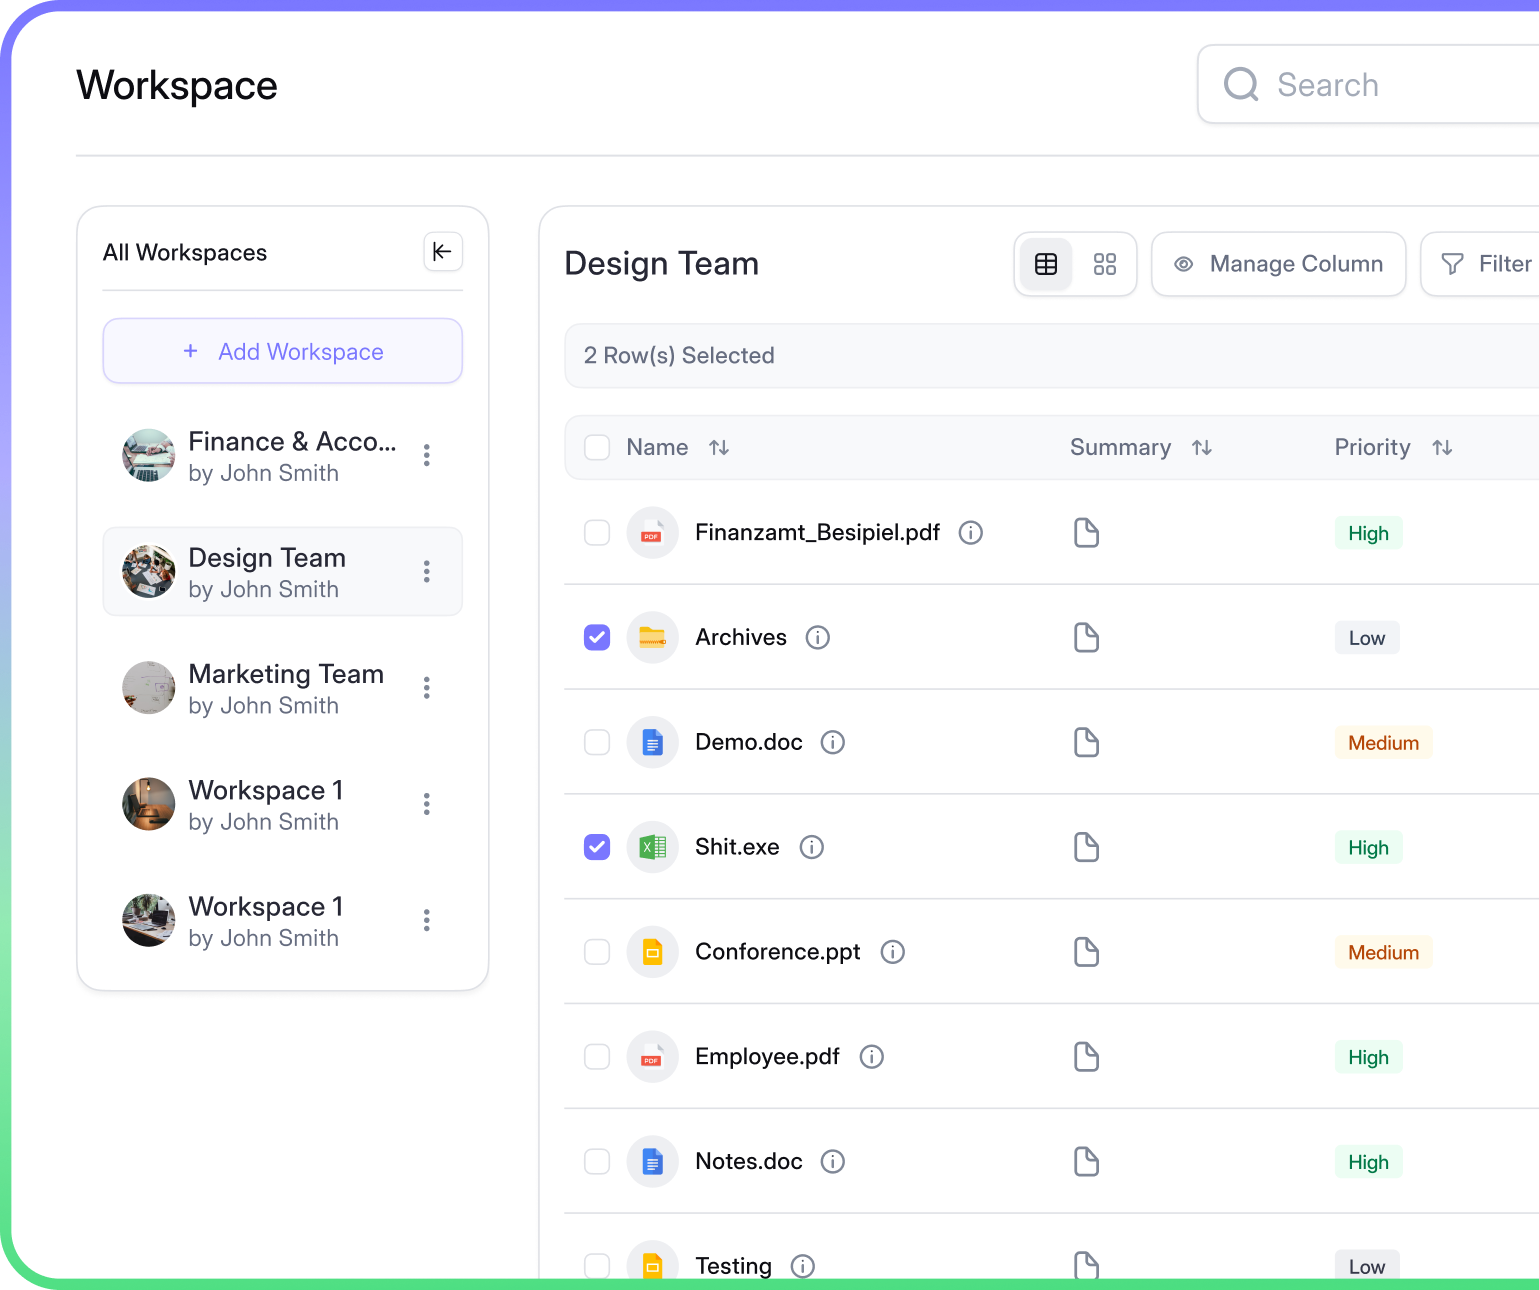 Workspace
Search
All Workspaces
+ Add Workspace
Finance & Acco...
by John Smith
Design Team
by John Smith
Marketing Team
by John Smith
Workspace 1
by John Smith
Workspace 1
by John Smith
Design Team
Manage Column
Filter
2 Row(s) Selected
Name Summary Priority
PDF Finanzamt_Besipiel.pdf High
Archives Low
Demo.doc Medium
X Shit.exe High
Conforence.ppt Medium
PDF Employee.pdf High
Notes.doc High
Testing Low